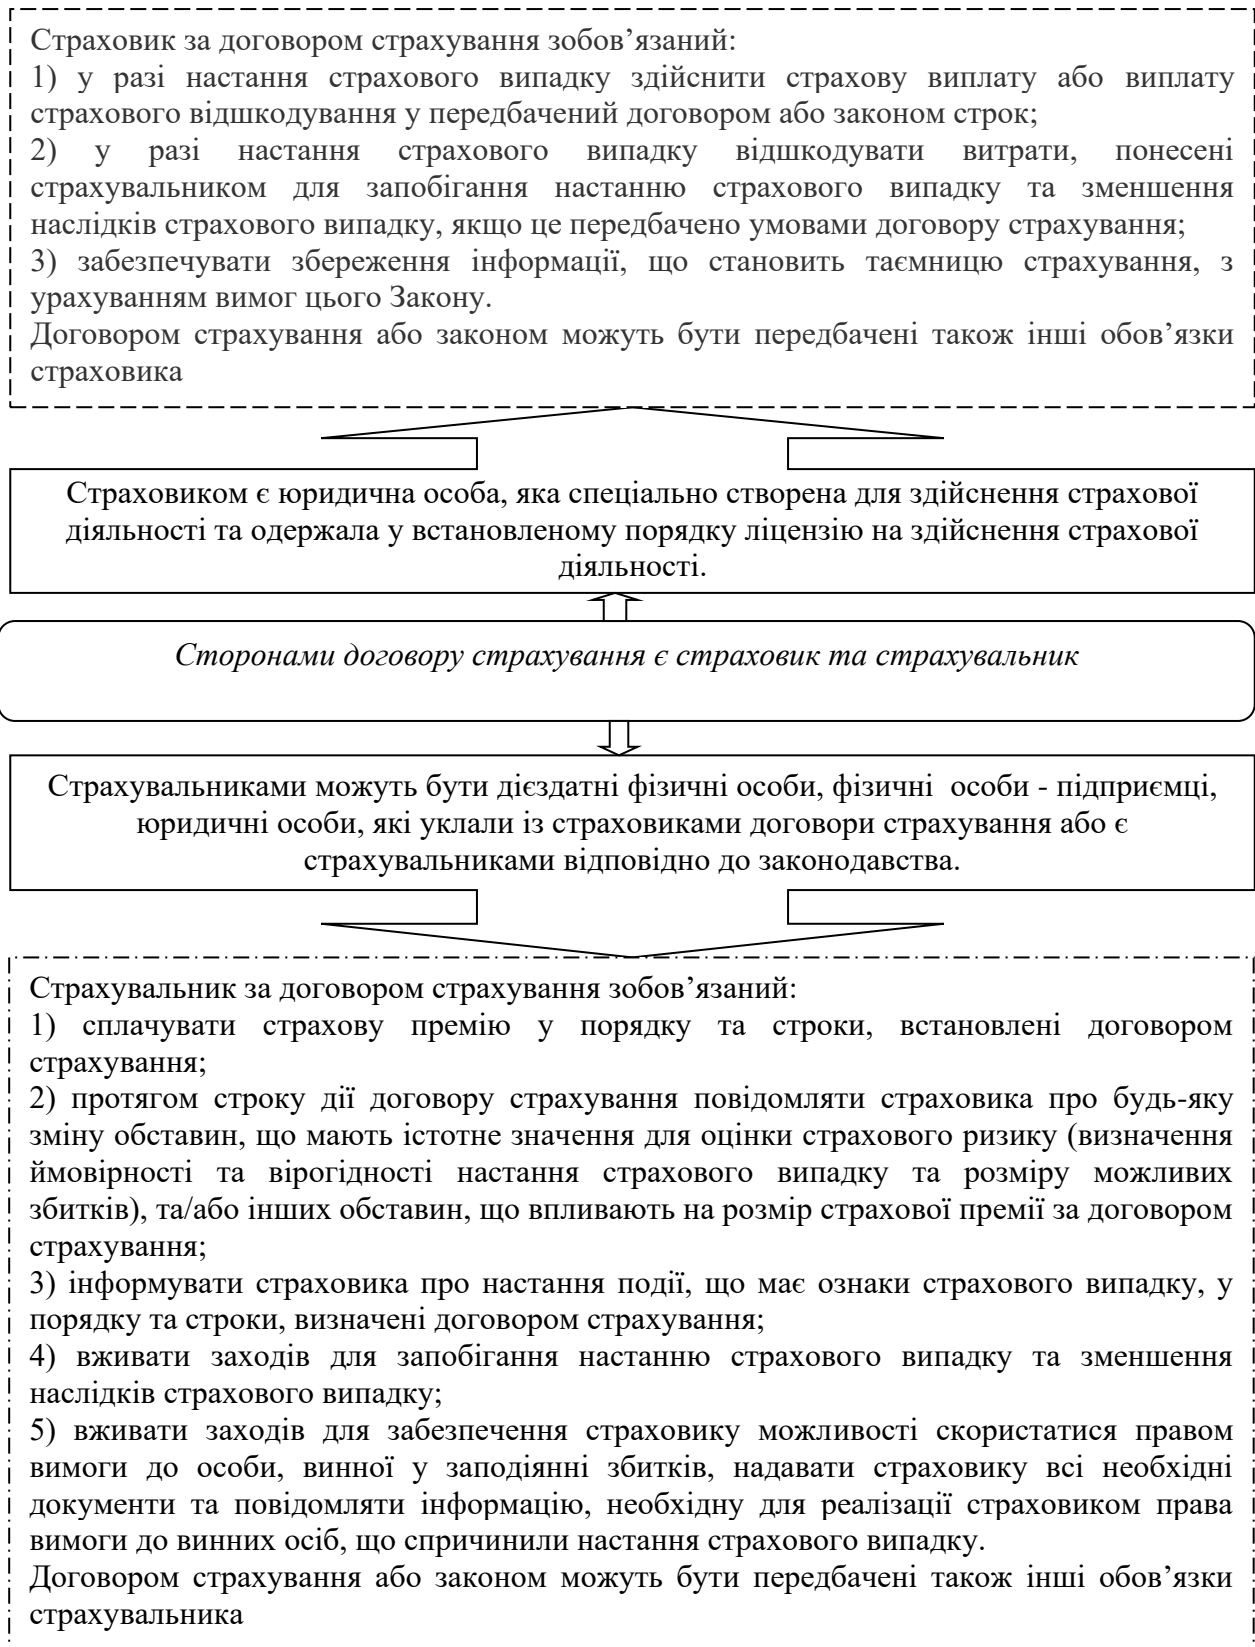 Страховик за договором страхування зобов’язаний:
1) у разі настання страхового випадку здійснити страхову виплату або виплату
страхового відшкодування у передбачений договором або законом строк;
2) у разі настання страхового випадку відшкодувати витрати, понесені
страхувальником для запобігання настанню страхового випадку та зменшення
наслідків страхового випадку, якщо це передбачено умовами договору страхування;
3) забезпечувати збереження інформації, що становить таємницю страхування, з
урахуванням вимог цього Закону.
Договором страхування або законом можуть бути передбачені також інші обов’язки
страховика
Страховиком є юридична особа, яка спеціально створена для здійснення страхової
діяльності та одержала у встановленому порядку ліцензію на здійснення страхової
діяльності.
Сторонами договору страхування є страховик та страхувальник
Страхувальниками можуть бути дієздатні фізичні особи, фізичні особи - підприємці,
юридичні особи, які уклали із страховиками договори страхування або є
страхувальниками відповідно до законодавства.
Страхувальник за договором страхування зобов’язаний:
1) сплачувати страхову премію у порядку та строки, встановлені договором
страхування;
2) протягом строку дії договору страхування повідомляти страховика про будь-яку
зміну обставин, що мають істотне значення для оцінки страхового ризику (визначення
ймовірності та вірогідності настання страхового випадку та розміру можливих
збитків), та/або інших обставин, що впливають на розмір страхової премії за договором
страхування;
3) інформувати страховика про настання події, що має ознаки страхового випадку, у
порядку та строки, визначені договором страхування;
4) вживати заходів для запобігання настанню страхового випадку та зменшення
наслідків страхового випадку;
5) вживати заходів для забезпечення страховику можливості скористатися правом
вимоги до особи, винної у заподіянні збитків, надавати страховику всі необхідні
документи та повідомляти інформацію, необхідну для реалізації страховиком права
вимоги до винних осіб, що спричинили настання страхового випадку.
Договором страхування або законом можуть бути передбачені також інші обов’язки
страхувальника